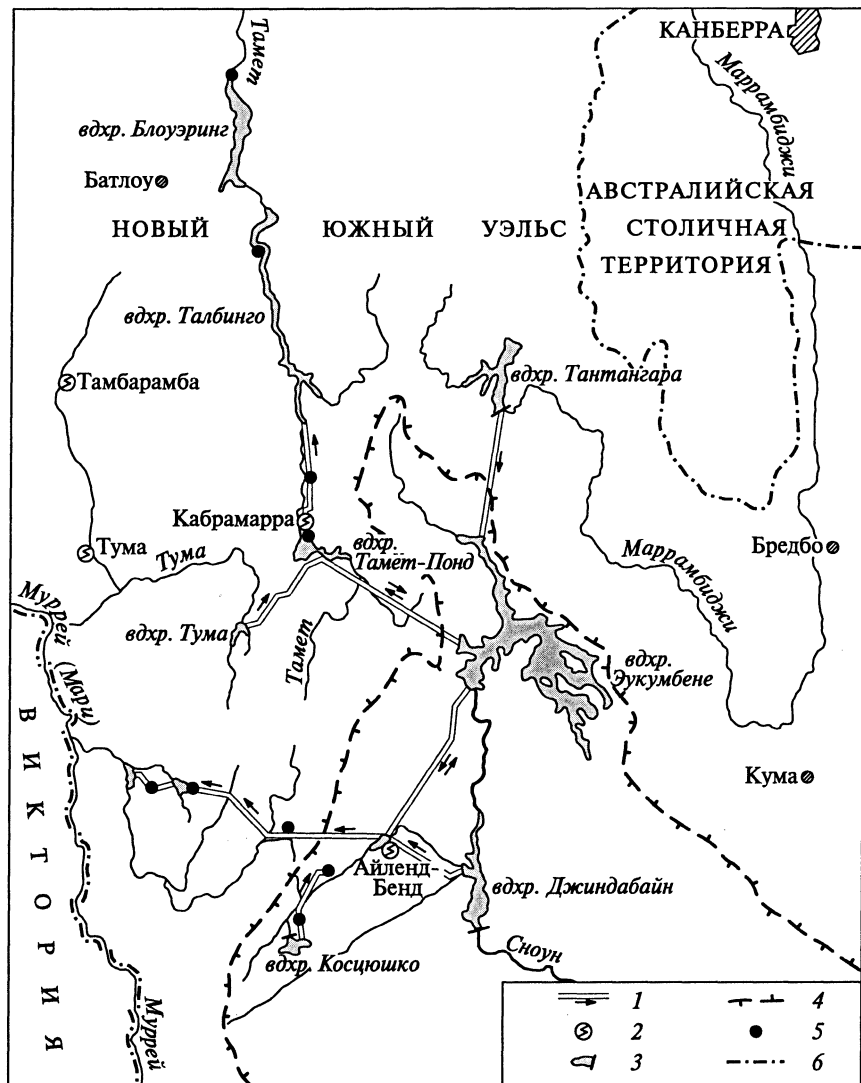 КАНБЕРРА
Тамет
Маррамбиджи
вдхр. Блоуэринг
Батлоу
АВСТРАЛИЙСКАЯ
НОВЫЙ ЮЖНЫЙ УЭЛЬС СТОЛИЧНАЯ
ТЕРРИТОРИЯ
вдхр. Талбинго
вдхр. Тантангара
Тамбарамба
Кабрамарра
вдхр.
Тамет-Понд
Тума
Тума
Бредбо
Маррамбиджи
Муррей (Мари)
вдхр. Тума
Тамет
вдхр.
Эукумбене
ВИКТОРИЯ
Кума
Айленд-
Бенд
вдхр. Джиндабайн
вдхр. Косцюшко
Сноуи
Муррей
1 4
2 5
3 6